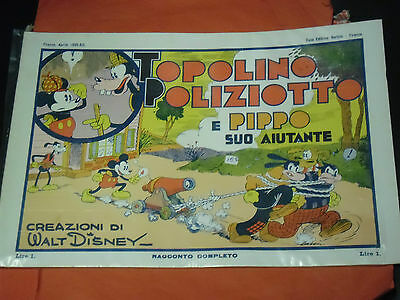 TOPOLINO
POLIZIOTTO
E PIPPO
SUO AIUTANTE
CREAZIONI DI
WALT DISNEY
Lire 1.
RACCONTO COMPLETO
Lire 1.